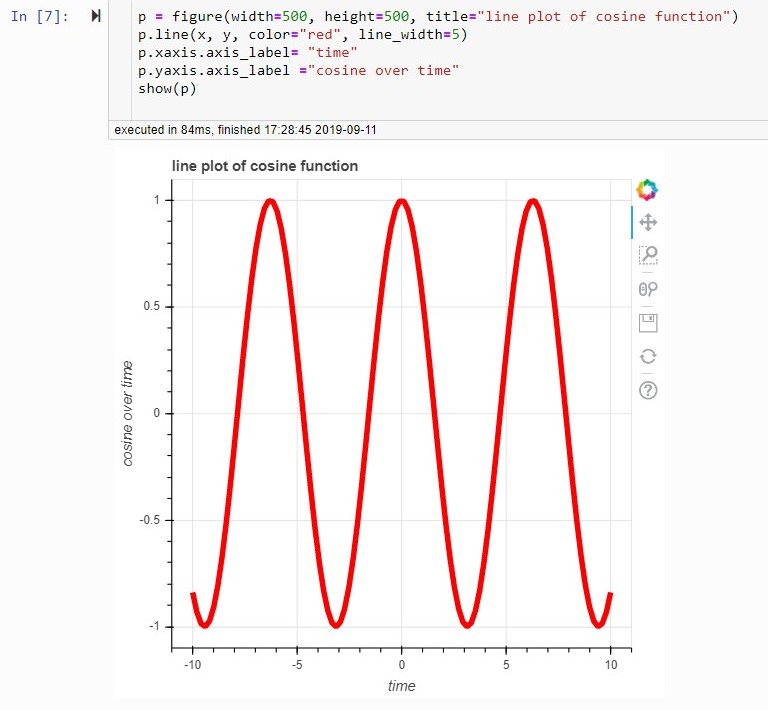 In [7]:
p = figure(width=500, height=500, title="line plot of cosine function")
p.line(x, y, color="red", line_width=5)
p.xaxis.axis_label= "time"
p.yaxis.axis_label ="cosine over time"
show(p)
executed in 84ms, finished 17:28:45 2019-09-11
line plot of cosine function
1
0.5
0
-0.5
-1
cosine over time
-10 -5 0 5 10
time